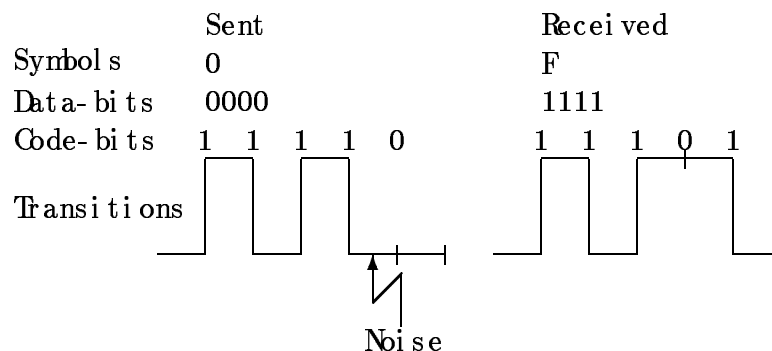 Sent Received
Symbols 0 F
Data-bits 0000 1111
Code-bits 1 1 1 1 0 1 1 1 0 1
Transitions
Noise